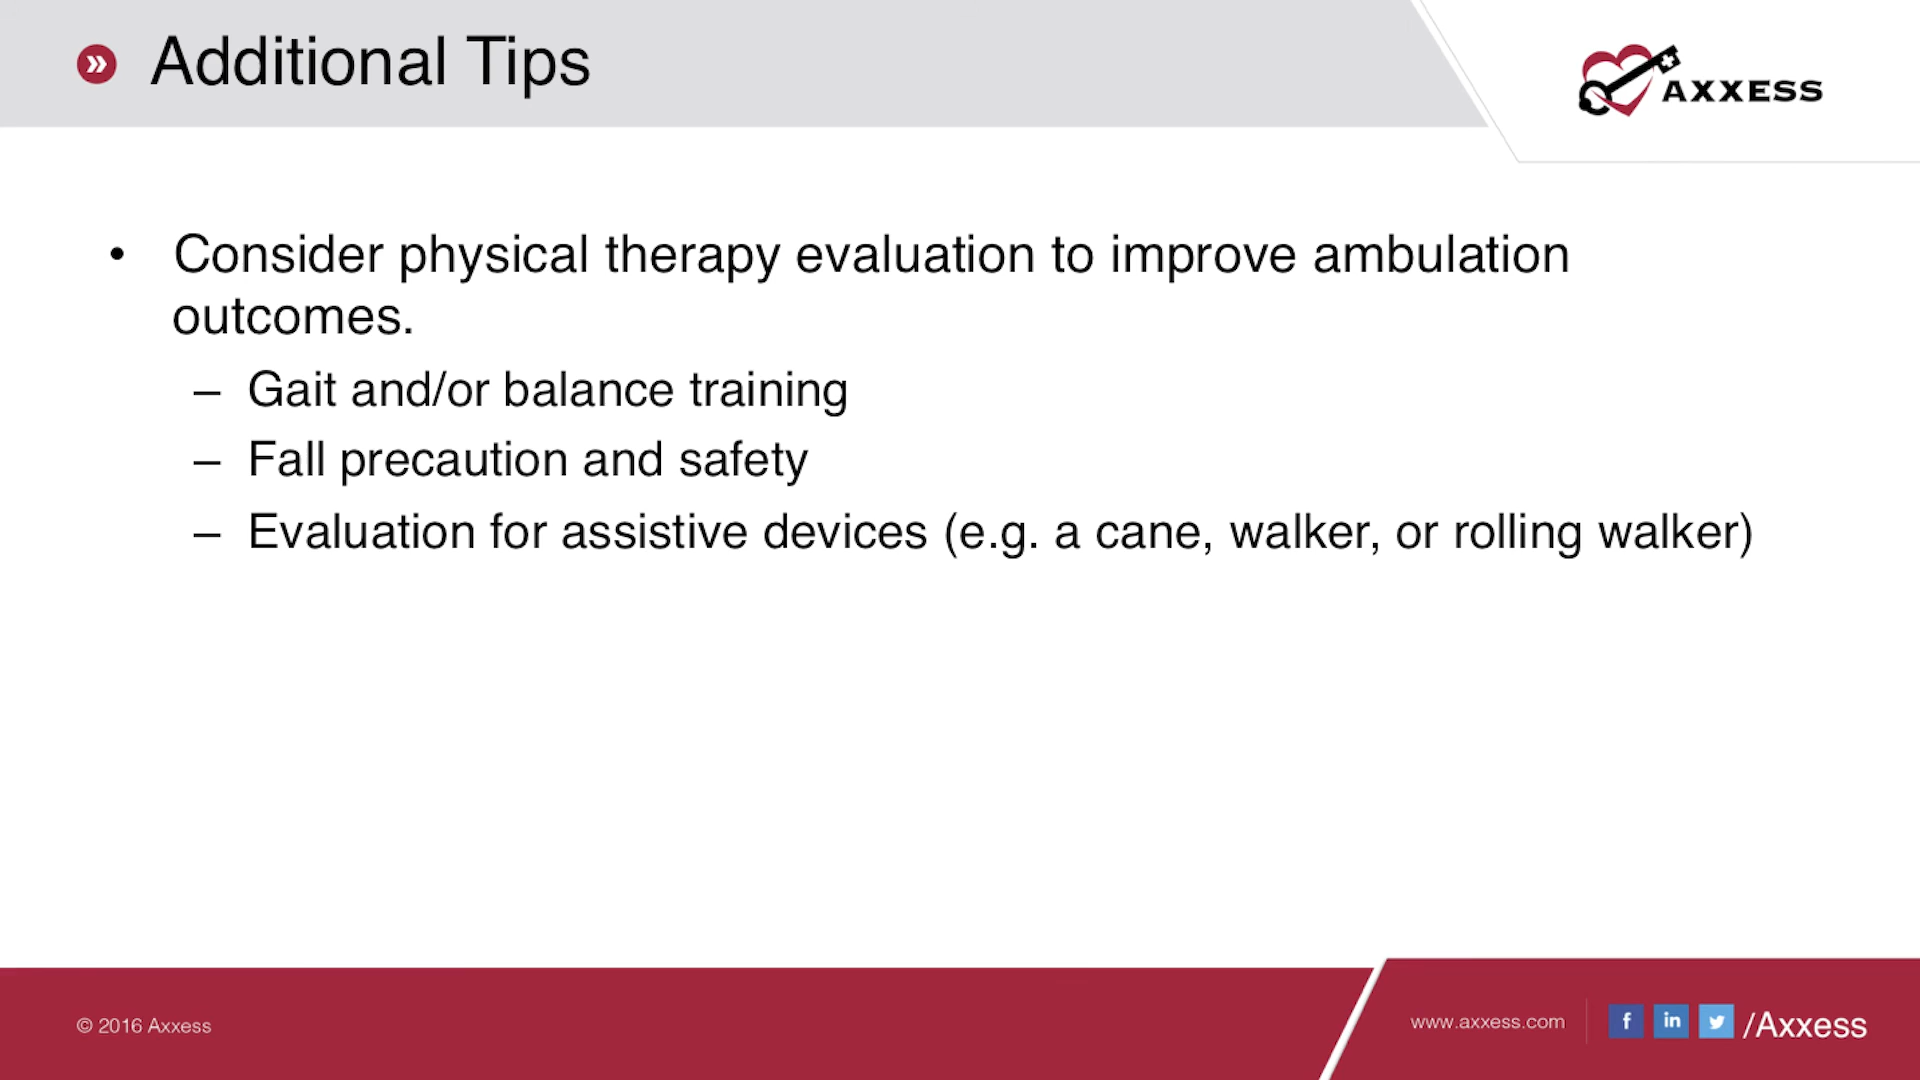 Additional Tips
AXXESS
• Consider physical therapy evaluation to improve ambulation
outcomes.
– Gait and/or balance training
– Fall precaution and safety
– Evaluation for assistive devices (e.g. a cane, walker, or rolling walker)
© 2016 Axxess
www.axxess.com
f in /Axxess